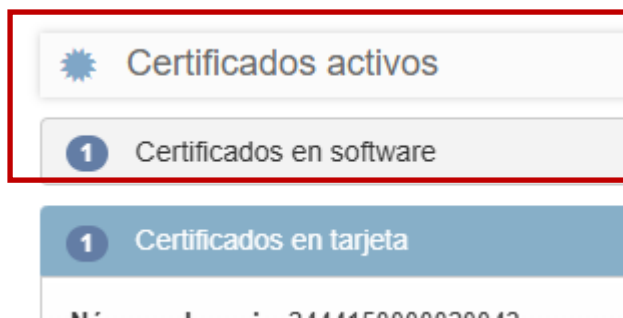 Certificados activos
1 Certificados en software
1 Certificados en tarjeta